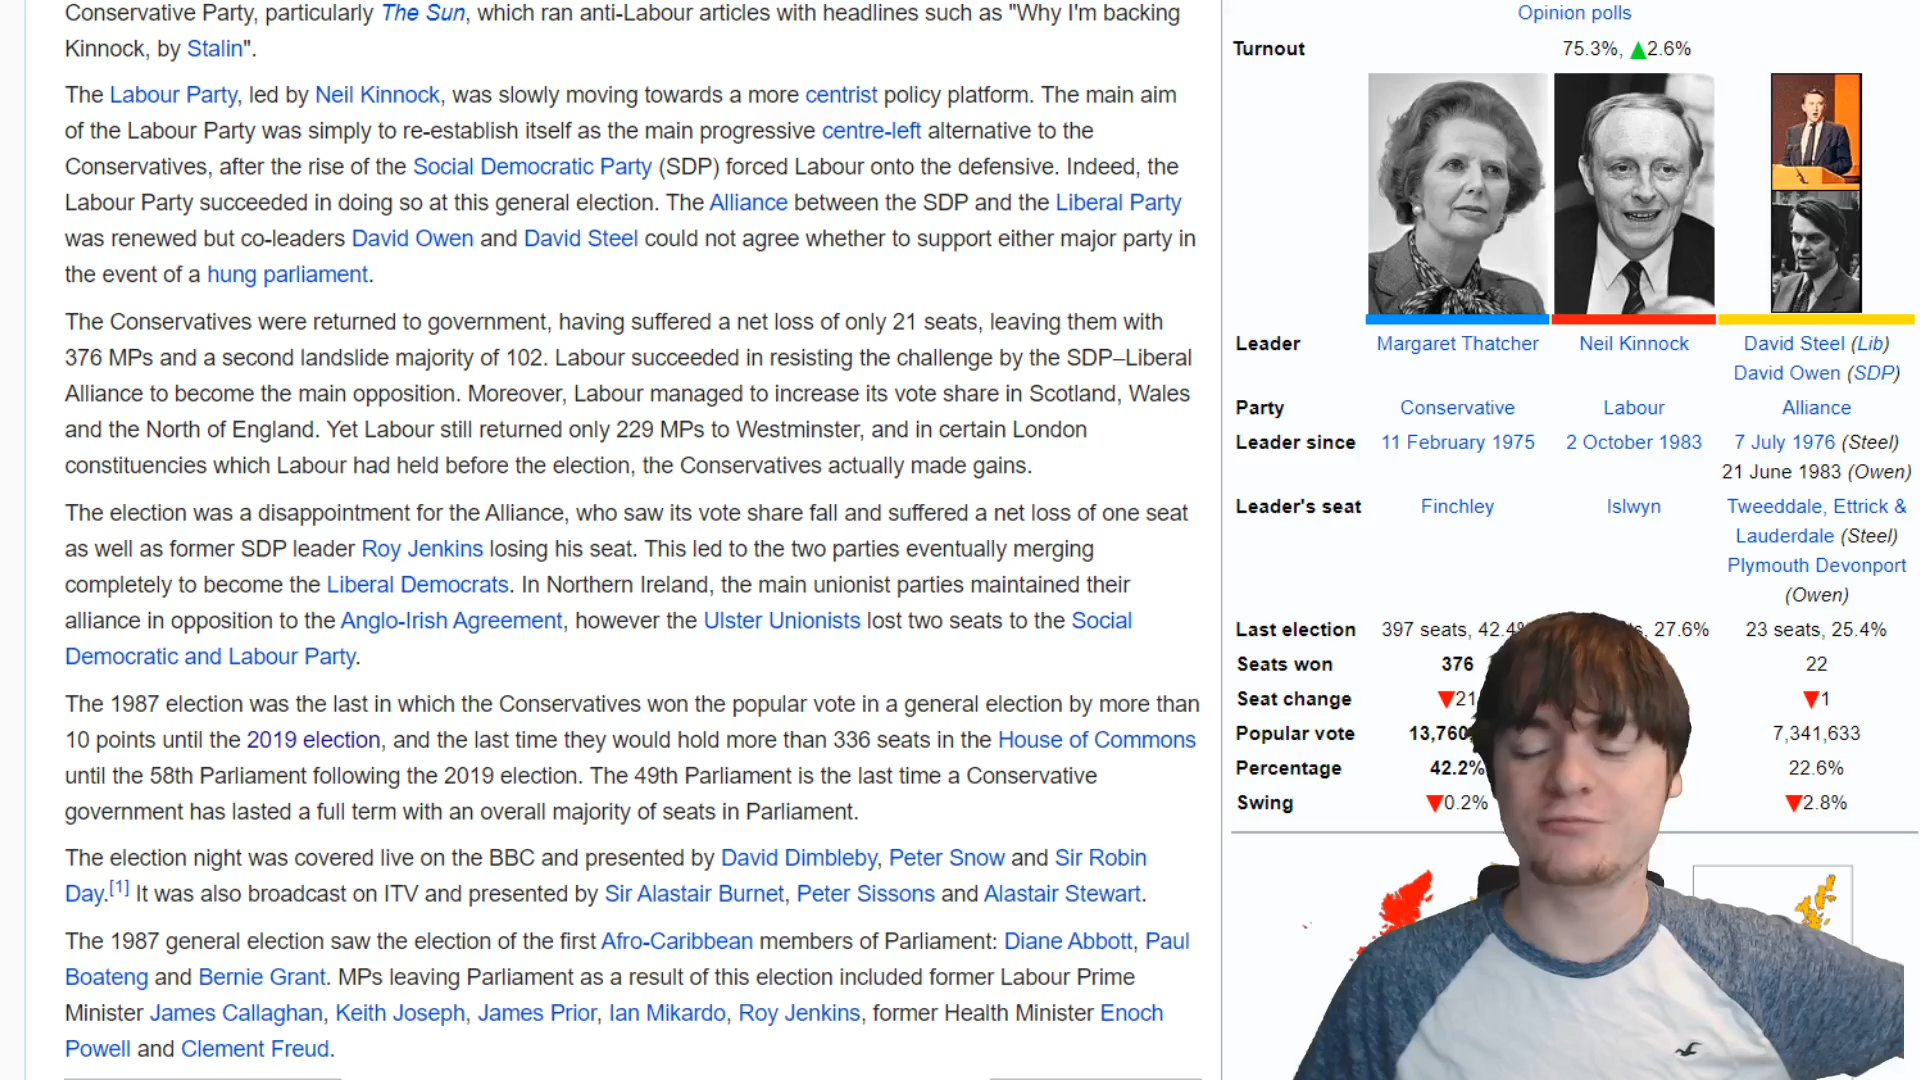 Conservative Party, particularly The Sun, which ran anti-Labour articles with headlines such as "Why I'm backing
Kinnock, by Stalin".
The Labour Party, led by Neil Kinnock, was slowly moving towards a more centrist policy platform. The main aim
of the Labour Party was simply to re-establish itself as the main progressive centre-left alternative to the
Conservatives, after the rise of the Social Democratic Party (SDP) forced Labour onto the defensive. Indeed, the
Labour Party succeeded in doing so at this general election. The Alliance between the SDP and the Liberal Party
was renewed but co-leaders David Owen and David Steel could not agree whether to support either major party in
the event of a hung parliament.
The Conservatives were returned to government, having suffered a net loss of only 21 seats, leaving them with
376 MPs and a second landslide majority of 102. Labour succeeded in resisting the challenge by the SDP–Liberal
Alliance to become the main opposition. Moreover, Labour managed to increase its vote share in Scotland, Wales
and the North of England. Yet Labour still returned only 229 MPs to Westminster, and in certain London
constituencies which Labour had held before the election, the Conservatives actually made gains.
The election was a disappointment for the Alliance, who saw its vote share fall and suffered a net loss of one seat
as well as former SDP leader Roy Jenkins losing his seat. This led to the two parties eventually merging
completely to become the Liberal Democrats. In Northern Ireland, the main unionist parties maintained their
alliance in opposition to the Anglo-Irish Agreement, however the Ulster Unionists lost two seats to the Social
Democratic and Labour Party.
The 1987 election was the last in which the Conservatives won the popular vote in a general election by more than
10 points until the 2019 election, and the last time they would hold more than 336 seats in the House of Commons
until the 58th Parliament following the 2019 election. The 49th Parliament is the last time a Conservative
government has lasted a full term with an overall majority of seats in Parliament.
The election night was covered live on the BBC and presented by David Dimbleby, Peter Snow and Sir Robin
Day.[1] It was also broadcast on ITV and presented by Sir Alastair Burnet, Peter Sissons and Alastair Stewart.
The 1987 general election saw the election of the first Afro-Caribbean members of Parliament: Diane Abbott, Paul
Boateng and Bernie Grant. MPs leaving Parliament as a result of this election included former Labour Prime
Minister James Callaghan, Keith Joseph, James Prior, Ian Mikardo, Roy Jenkins, former Health Minister Enoch
Powell and Clement Freud.
Opinion polls
Turnout 75.3%, ▲2.6%
Leader Margaret Thatcher Neil Kinnock David Steel (Lib)
David Owen (SDP)
Party Conservative Labour Alliance
Leader since 11 February 1975 2 October 1983 7 July 1976 (Steel)
21 June 1983 (Owen)
Leader's seat Finchley Islwyn Tweeddale, Ettrick &
Lauderdale (Steel)
Plymouth Devonport
(Owen)
Last election 397 seats, 42.4% 27.6% 23 seats, 25.4%
Seats won 376 22
Seat change ▼21 ▼1
Popular vote 13,760 7,341,633
Percentage 42.2% 22.6%
Swing ▼0.2% ▼2.8%